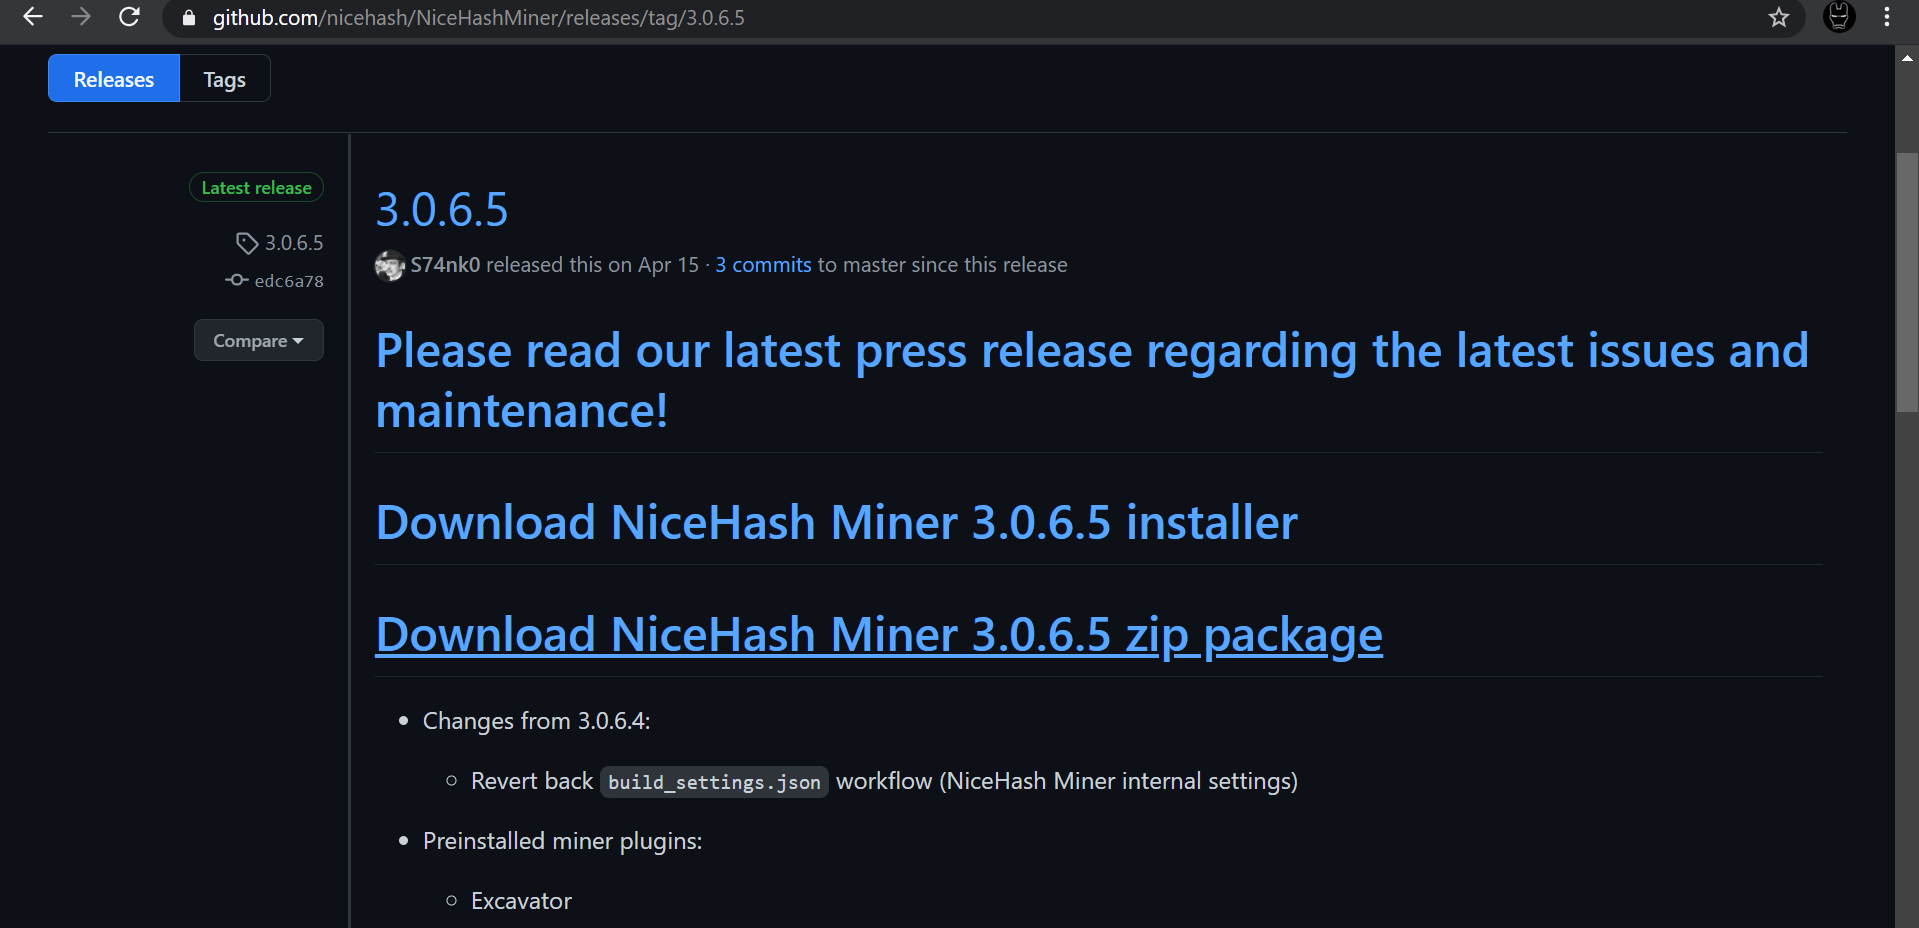 github.com/nicehash/NiceHashMiner/releases/tag/3.0.6.5
Releases Tags
Latest release
3.0.6.5
edc6a78
Compare
3.0.6.5
S74nk0 released this on Apr 15 · 3 commits to master since this release
Please read our latest press release regarding the latest issues and
maintenance!
Download NiceHash Miner 3.0.6.5 installer
Download NiceHash Miner 3.0.6.5 zip package
Changes from 3.0.6.4:
Revert back build_settings.json workflow (NiceHash Miner internal settings)
Preinstalled miner plugins:
Excavator